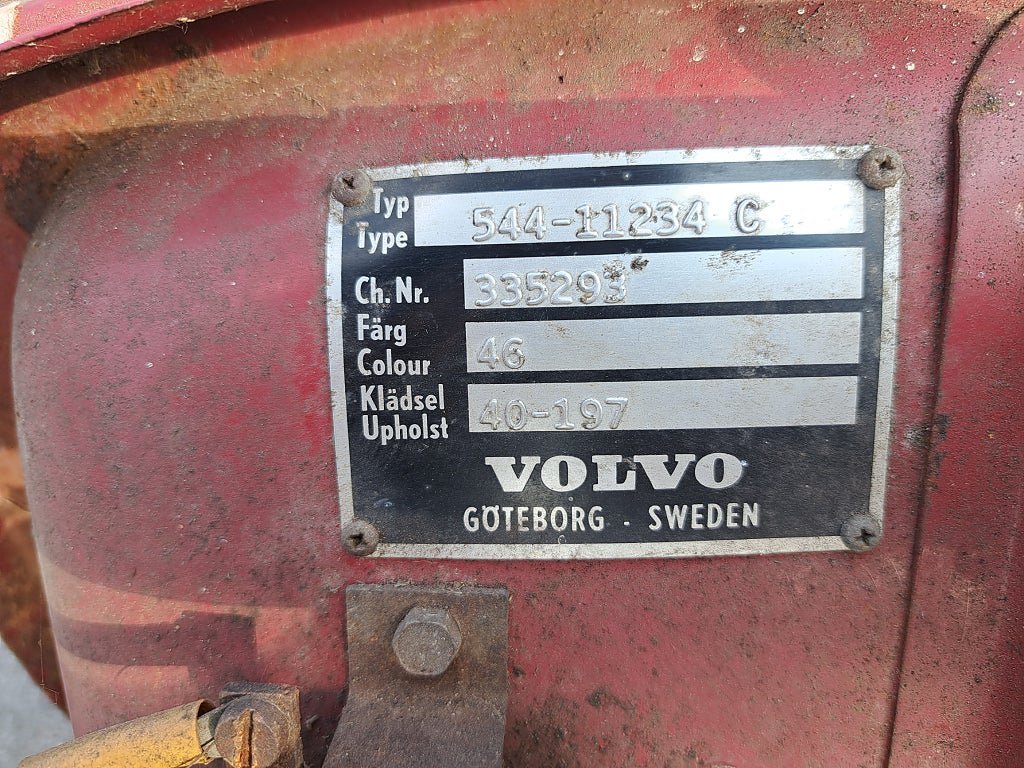 Typ
Type 544-11234 C
Ch. Nr. 335293
Färg
Colour 46
Klädsel
Upholst 40-197
VOLVO
GÖTEBORG . SWEDEN